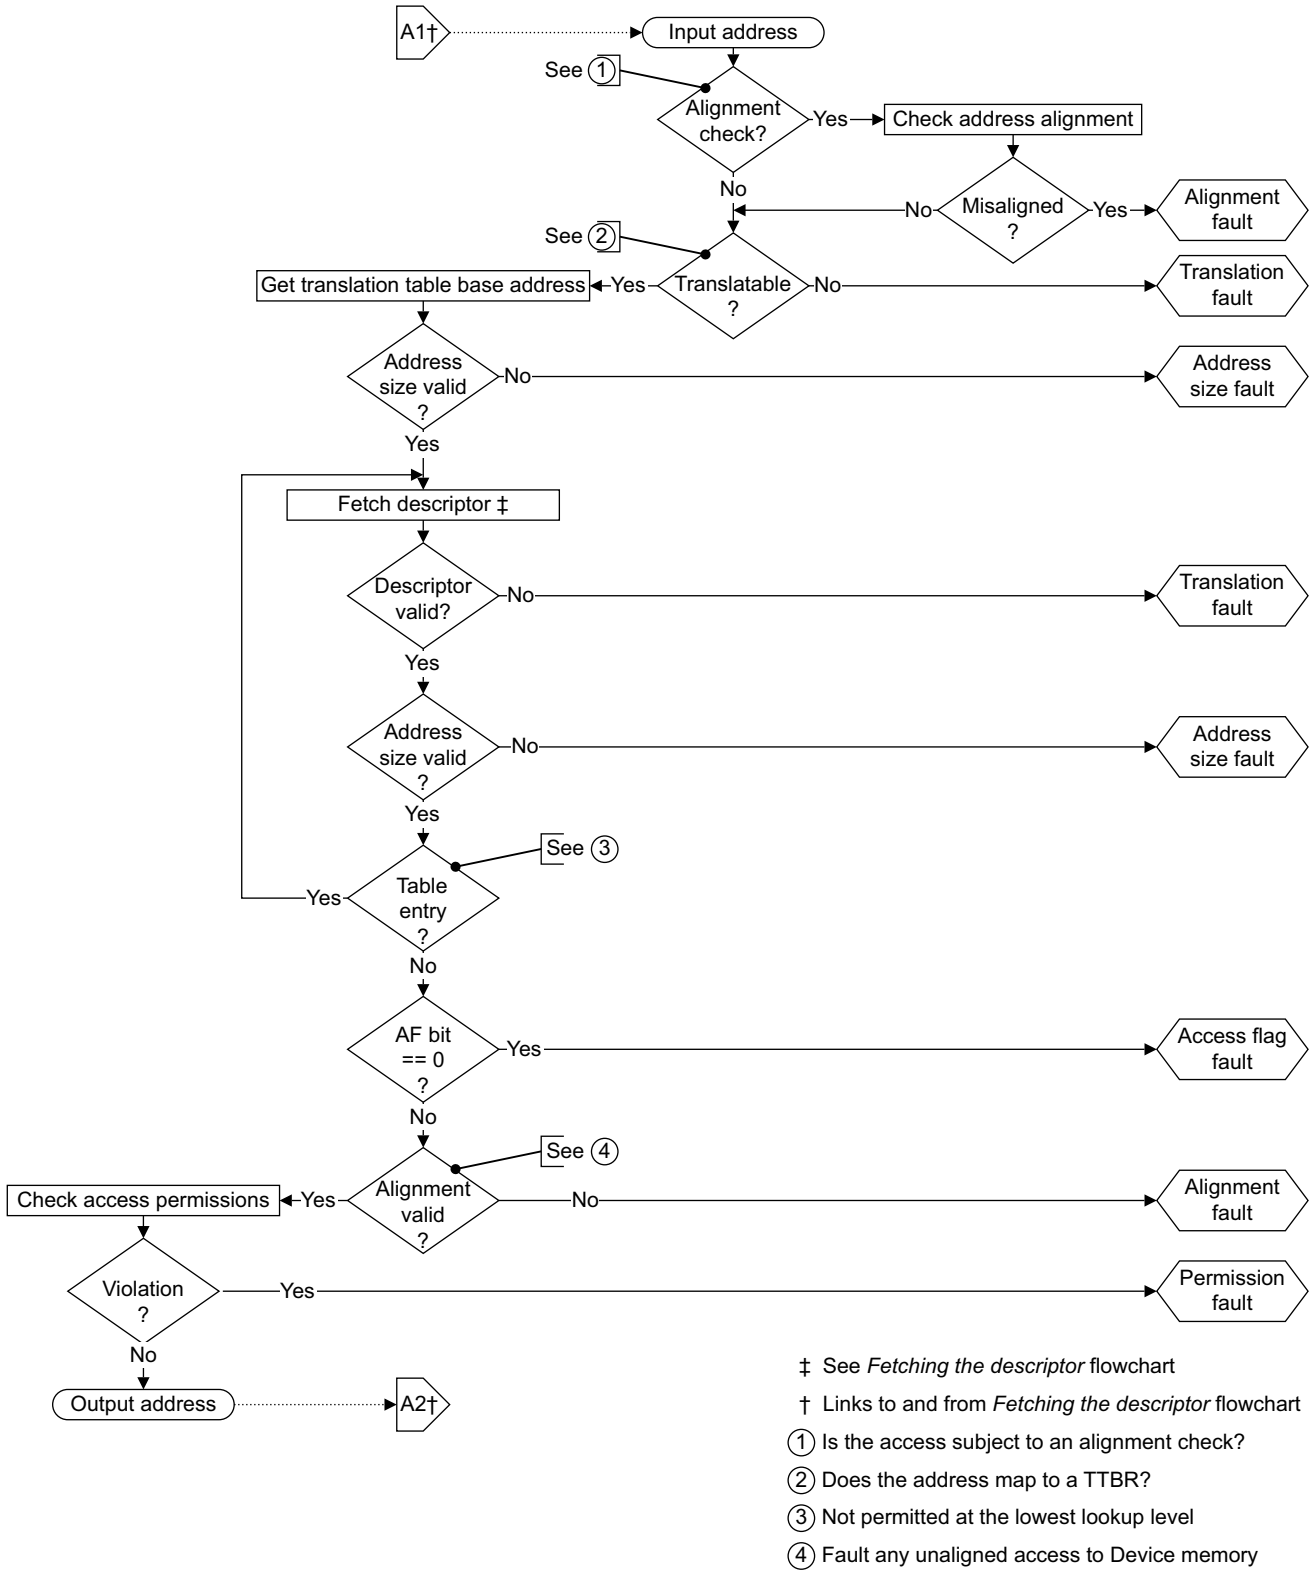 A1†
Input address
See 1
Alignment
check?
Yes
Check address alignment
No
Misaligned
?
No
Yes
Alignment
fault
See 2
Translatable
?
Yes
No
Get translation table base address
Translation
fault
Address
size valid
?
No
Address
size fault
Yes
Fetch descriptor ‡
Descriptor
valid?
No
Translation
fault
Yes
Address
size valid
?
No
Address
size fault
Yes
See 3
Table
entry
?
Yes
No
AF bit
== 0
?
Yes
Access flag
fault
No
See 4
Alignment
valid
?
Yes
No
Check access permissions
Alignment
fault
Violation
?
Yes
Permission
fault
No
Output address
A2†
‡ See Fetching the descriptor flowchart
† Links to and from Fetching the descriptor flowchart
1 Is the access subject to an alignment check?
2 Does the address map to a TTBR?
3 Not permitted at the lowest lookup level
4 Fault any unaligned access to Device memory